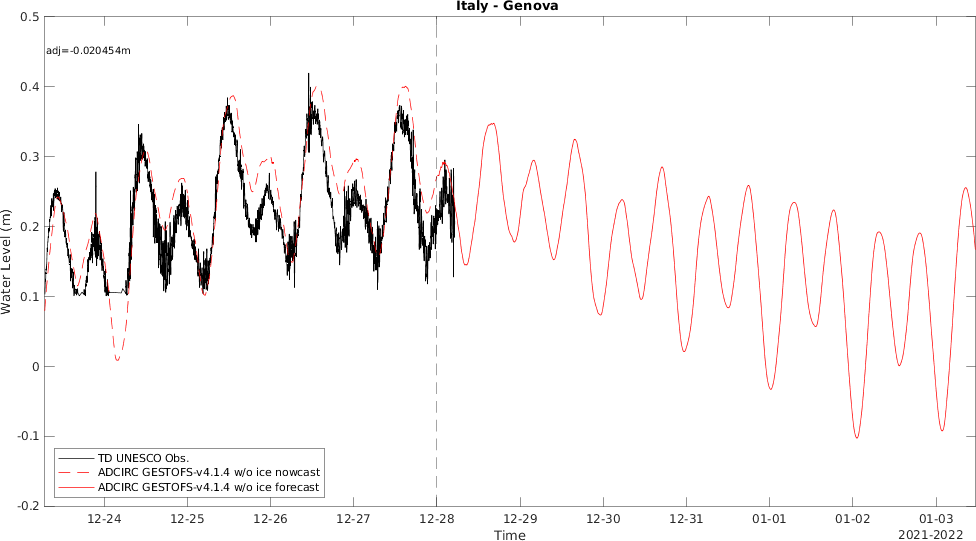 Italy - Genova
adj=-0.020454m
0.5
0.4
0.3
0.2
0.1
0
-0.1
-0.2
Water Level (m)
TD UNESCO Obs.
ADCIRC GESTOFS-v4.1.4 w/o ice nowcast
ADCIRC GESTOFS-v4.1.4 w/o ice forecast
12-24 12-25 12-26 12-27 12-28 12-29 12-30 12-31 01-01 01-02 01-03
2021-2022
Time